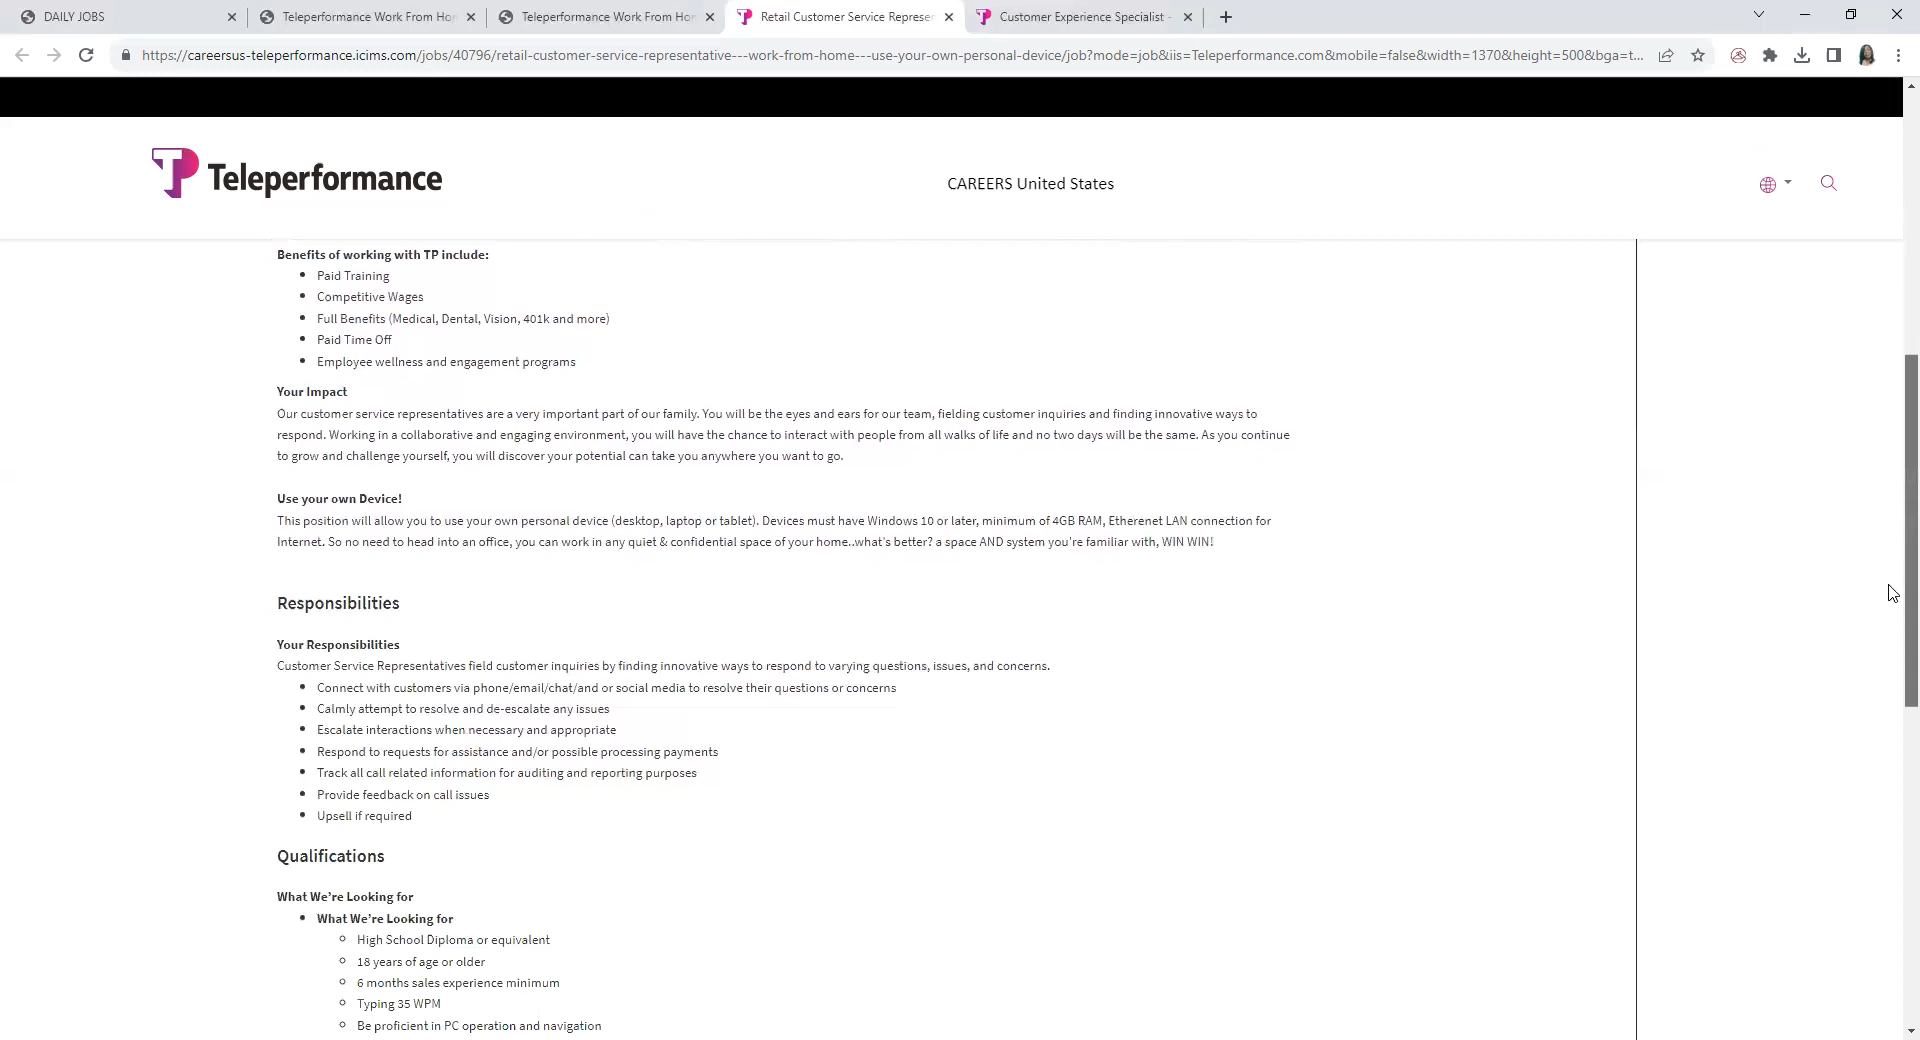 DAILY JOBS
Teleperformance Work From Hor
Teleperformance Work From Hor
Retail Customer Service Represer
Customer Experience Specialist -
https://careersus-teleperformance.icims.com/jobs/40796/retail-customer-service-representative---work-from-home---use-your-own-personal-device/job?mode=job&iis=Teleperformance.com&mobile=false&width=1370&height=500&bga=t...
Teleperformance
CAREERS United States
Benefits of working with TP include:
Paid Training
Competitive Wages
Full Benefits (Medical, Dental, Vision, 401k and more)
Paid Time Off
Employee wellness and engagement programs
Your Impact
Our customer service representatives are a very important part of our family. You will be the eyes and ears for our team, fielding customer inquiries and finding innovative ways to
respond. Working in a collaborative and engaging environment, you will have the chance to interact with people from all walks of life and no two days will be the same. As you continue
to grow and challenge yourself, you will discover your potential can take you anywhere you want to go.
Use your own Device!
This position will allow you to use your own personal device (desktop, laptop or tablet). Devices must have Windows 10 or later, minimum of 4GB RAM, Etherenet LAN connection for
Internet. So no need to head into an office, you can work in any quiet & confidential space of your home..what's better? a space AND system you're familiar with, WIN WIN!
Responsibilities
Your Responsibilities
Customer Service Representatives field customer inquiries by finding innovative ways to respond to varying questions, issues, and concerns.
Connect with customers via phone/email/chat/and or social media to resolve their questions or concerns
Calmly attempt to resolve and de-escalate any issues
Escalate interactions when necessary and appropriate
Respond to requests for assistance and/or possible processing payments
Track all call related information for auditing and reporting purposes
Provide feedback on call issues
Upsell if required
Qualifications
What We're Looking for
What We're Looking for
High School Diploma or equivalent
18 years of age or older
6 months sales experience minimum
Typing 35 WPM
Be proficient in PC operation and navigation